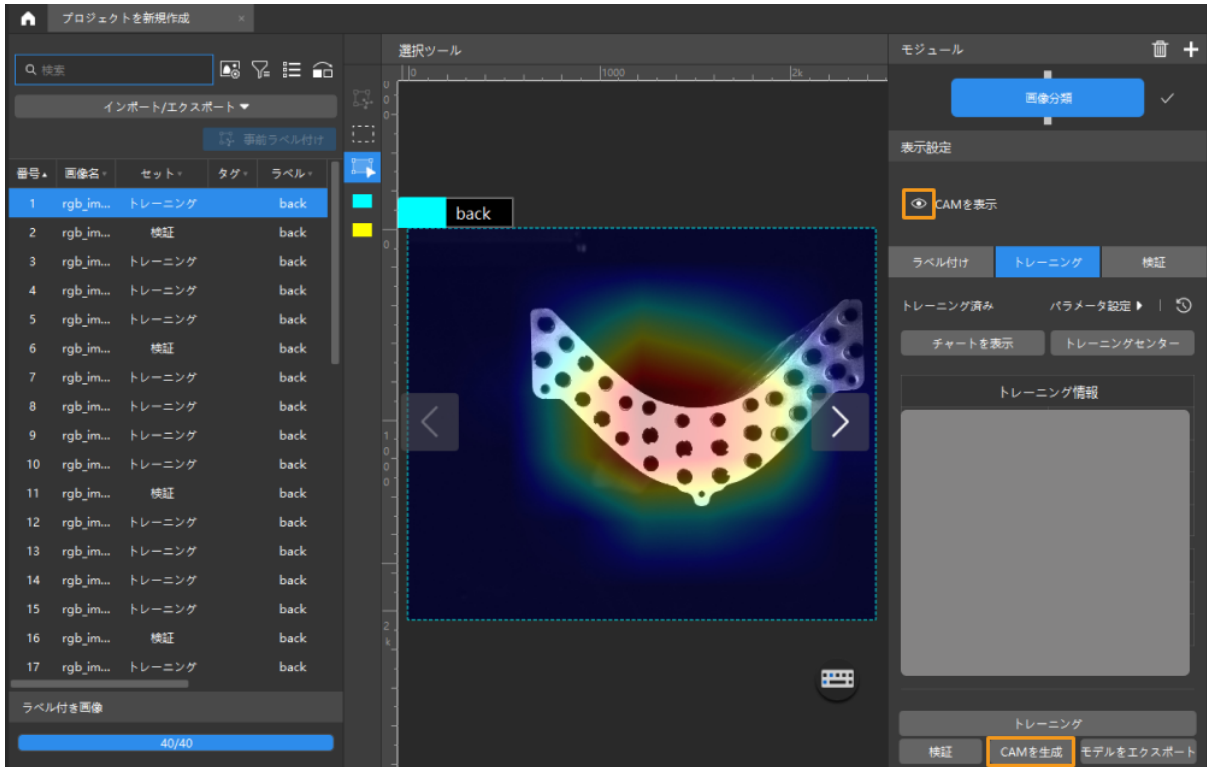 プロジェクトを新規作成 ×
検索
インポート/エクスポート▼
事前ラベル付け
番号 画像名 セット タグ ラベル
1 rgb_im... トレーニング back
2 rgb_im... 検証 back
3 rgb_im... トレーニング back
4 rgb_im... トレーニング back
5 rgb_im... トレーニング back
6 rgb_im... 検証 back
7 rgb_im... トレーニング back
8 rgb_im... トレーニング back
9 rgb_im... トレーニング back
10 rgb_im... トレーニング back
11 rgb_im... 検証 back
12 rgb_im... トレーニング back
13 rgb_im... トレーニング back
14 rgb_im... トレーニング back
15 rgb_im... トレーニング back
16 rgb_im... 検証 back
17 rgb_im... トレーニング back
ラベル付き画像
40/40
選択ツール
0 1000 2k
0
0
0
0
1
0
0
0
2
k
back
モジュール
画像分類
表示設定
CAMを表示
ラベル付け トレーニング 検証
トレーニング済み パラメータ設定
チャートを表示 トレーニングセンター
トレーニング情報
トレーニング
検証 CAMを生成 モデルをエクスポート